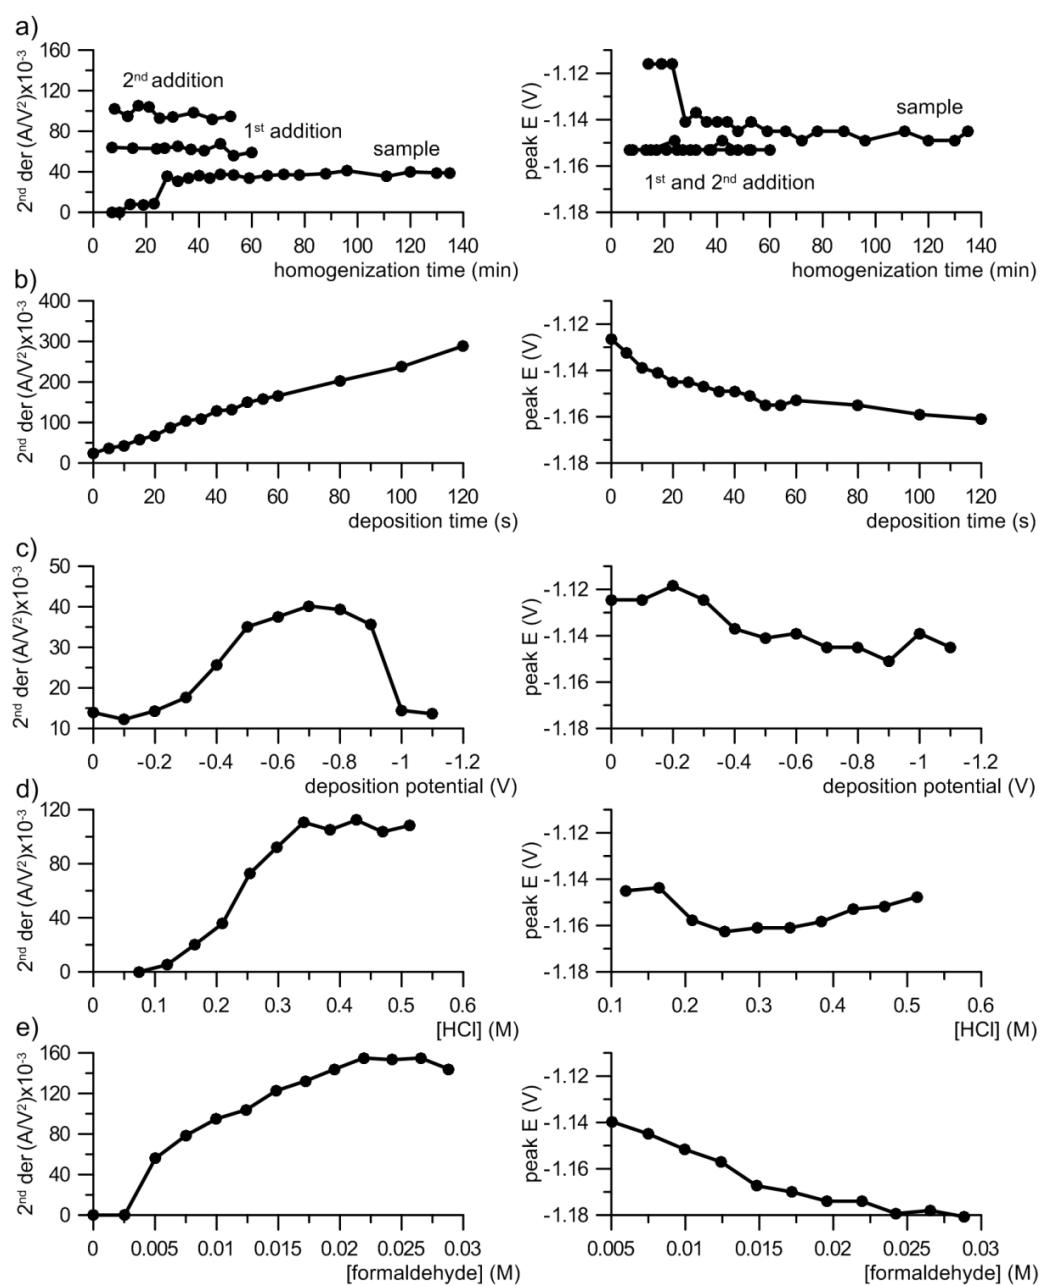 a)
2nd der (A/V²)x10⁻³
160
120
80
40
0
2nd addition
1st addition
sample
0 20 40 60 80 100 120 140
homogenization time (min)
peak E (V)
-1.12
-1.14
-1.16
-1.18
sample
1st and 2nd addition
0 20 40 60 80 100 120 140
homogenization time (min)
b)
2nd der (A/V²)x10⁻³
400
300
200
100
0
0 20 40 60 80 100 120
deposition time (s)
peak E (V)
-1.12
-1.14
-1.16
-1.18
0 20 40 60 80 100 120
deposition time (s)
c)
2nd der (A/V²)x10⁻³
50
40
30
20
10
0 -0.2 -0.4 -0.6 -0.8 -1 -1.2
deposition potential (V)
peak E (V)
-1.12
-1.14
-1.16
-1.18
0 -0.2 -0.4 -0.6 -0.8 -1 -1.2
deposition potential (V)
d)
2nd der (A/V²)x10⁻³
120
80
40
0
0 0.1 0.2 0.3 0.4 0.5 0.6
[HCl] (M)
peak E (V)
-1.12
-1.14
-1.16
-1.18
0.1 0.2 0.3 0.4 0.5 0.6
[HCl] (M)
e)
2nd der (A/V²)x10⁻³
160
120
80
40
0
0 0.005 0.01 0.015 0.02 0.025 0.03
[formaldehyde] (M)
peak E (V)
-1.12
-1.14
-1.16
-1.18
0.005 0.01 0.015 0.02 0.025 0.03
[formaldehyde] (M)